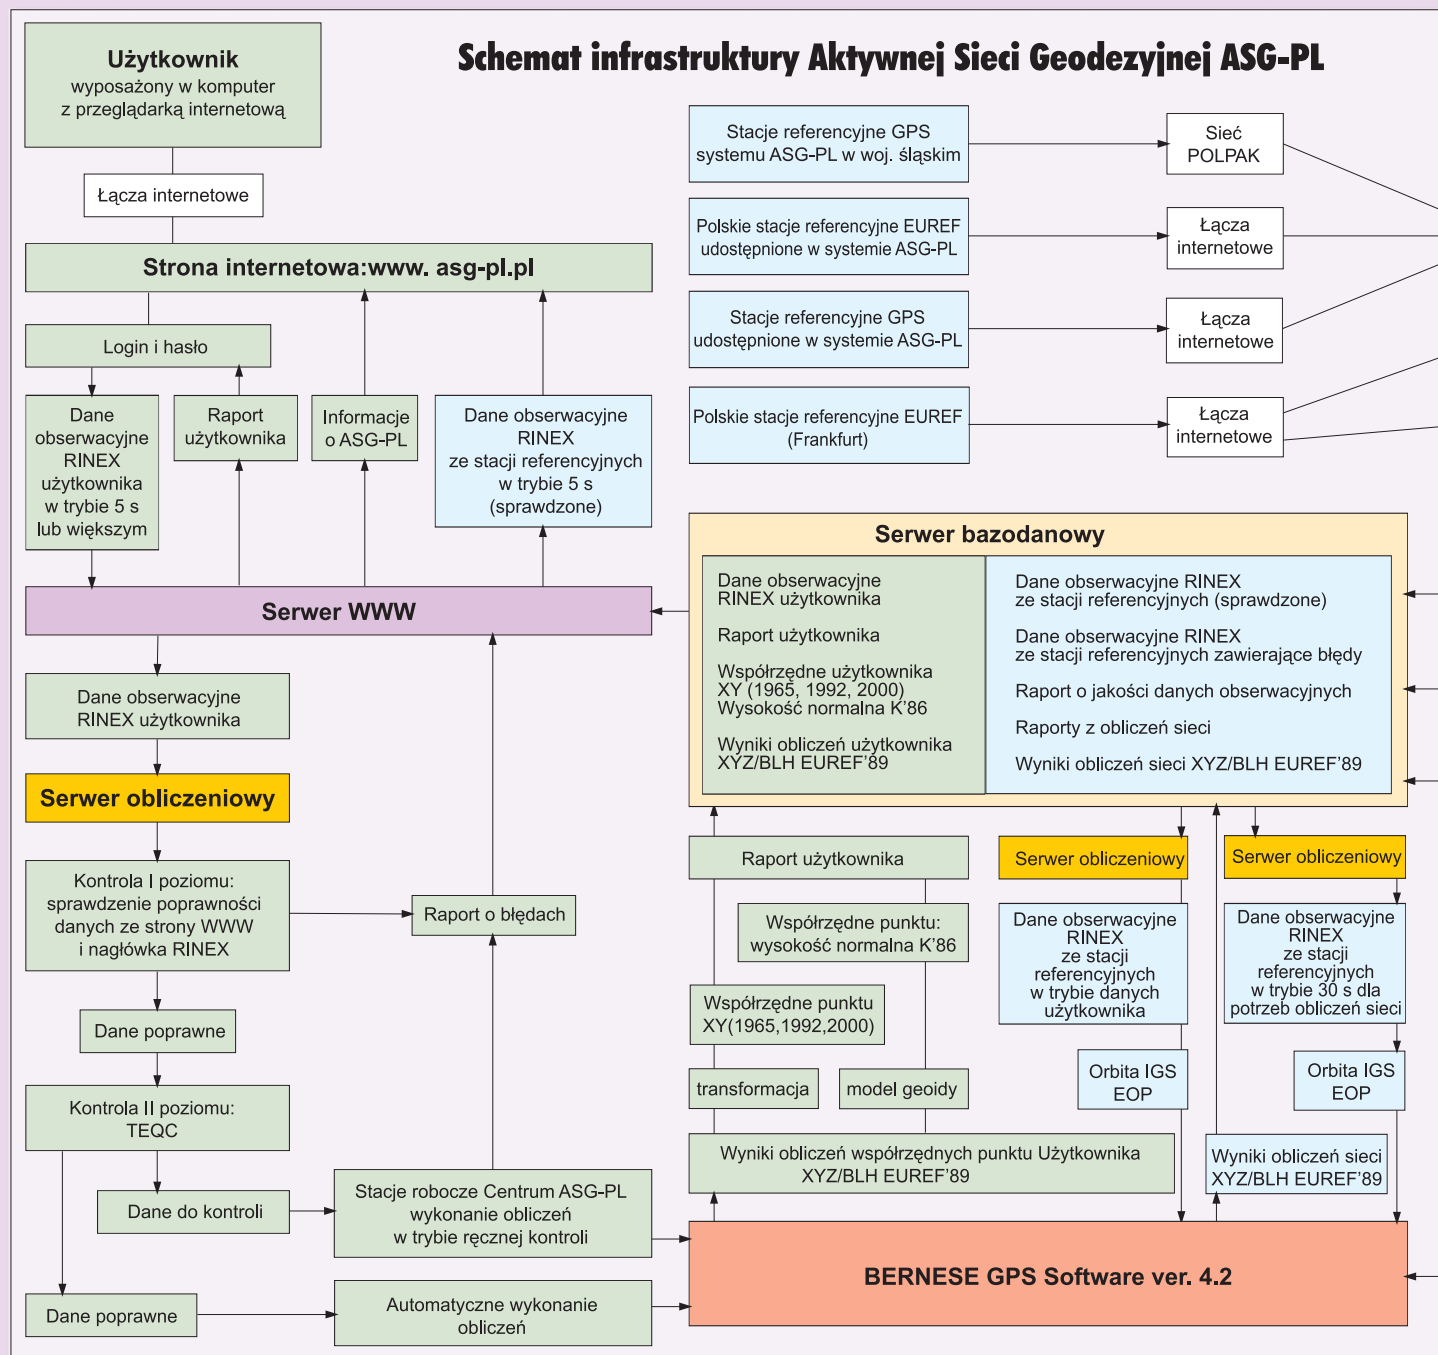 Schemat infrastruktury Aktywnej Sieci Geodezyjnej ASG-PL
Użytkownik
wyposażony w komputer
z przeglądarką internetową
Łącza internetowe
Strona internetowa:www. asg-pl.pl
Login i hasło
Dane
obserwacyjne
RINEX
użytkownika
w trybie 5 s
lub większym
Raport
użytkownika
Informacje
o ASG-PL
Dane obserwacyjne
RINEX
ze stacji referencyjnych
w trybie 5 s
(sprawdzone)
Serwer WWW
Dane obserwacyjne
RINEX użytkownika
Serwer obliczeniowy
Kontrola I poziomu:
sprawdzenie poprawności
danych ze strony WWW
i nagłówka RINEX
Raport o błędach
Dane poprawne
Kontrola II poziomu:
TEQC
Dane do kontroli
Stacje robocze Centrum ASG-PL
wykonanie obliczeń
w trybie ręcznej kontroli
Dane poprawne
Automatyczne wykonanie
obliczeń
Stacje referencyjne GPS
systemu ASG-PL w woj. śląskim
Sieć
POLPAK
Polskie stacje referencyjne EUREF
udostępnione w systemie ASG-PL
Łącza
internetowe
Stacje referencyjne GPS
udostępnione w systemie ASG-PL
Łącza
internetowe
Polskie stacje referencyjne EUREF
(Frankfurt)
Łącza
internetowe
Serwer bazodanowy
Dane obserwacyjne
RINEX użytkownika
Raport użytkownika
Współrzędne użytkownika
XY (1965, 1992, 2000)
Wysokość normalna K'86
Wyniki obliczeń użytkownika
XYZ/BLH EUREF'89
Dane obserwacyjne RINEX
ze stacji referencyjnych (sprawdzone)
Dane obserwacyjne RINEX
ze stacji referencyjnych zawierające błędy
Raport o jakości danych obserwacyjnych
Raporty z obliczeń sieci
Wyniki obliczeń sieci XYZ/BLH EUREF'89
Raport użytkownika
Współrzędne punktu:
wysokość normalna K'86
Współrzędne punktu
XY(1965,1992,2000)
transformacja
model geoidy
Wyniki obliczeń współrzędnych punktu Użytkownika
XYZ/BLH EUREF'89
Serwer obliczeniowy
Dane obserwacyjne
RINEX
ze stacji
referencyjnych
w trybie danych
użytkownika
Orbita IGS
EOP
Serwer obliczeniowy
Dane obserwacyjne
RINEX
ze stacji
referencyjnych
w trybie 30 s dla
potrzeb obliczeń sieci
Orbita IGS
EOP
Wyniki obliczeń sieci
XYZ/BLH EUREF'89
BERNESE GPS Software ver. 4.2